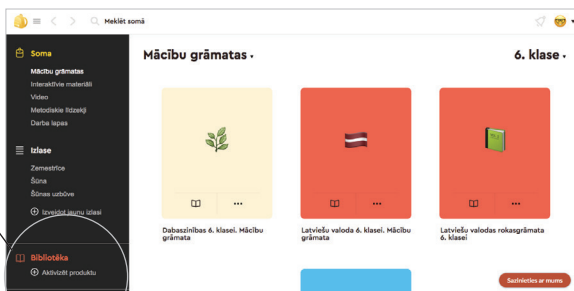 Meklēt somā
Soma
Mācību grāmatas
Interaktīvie materiāli
Video
Metodiskie līdzekļi
Darba lapas
Izlase
Zemestrīce
Šūna
Šūnas uzbūve
Izveidot jaunu izlasi
Bibliotēka
Aktivizēt produktu
Mācību grāmatas
6. klase
Dabaszinības 6. klasei. Mācību
grāmata
Latviešu valoda 6. klasei. Mācību
grāmata
Latviešu valodas rokasgrāmata
6. klasei
Sazinieties ar mums